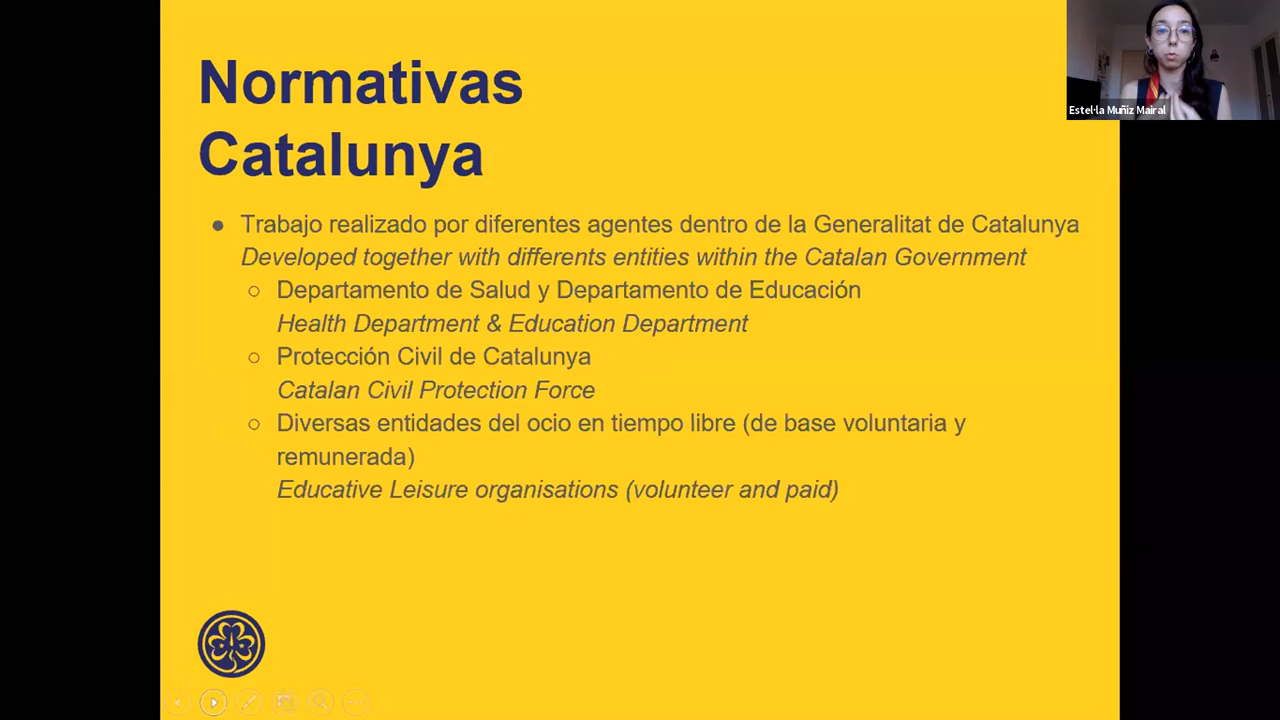 Normativas
Catalunya
● Trabajo realizado por diferentes agentes dentro de la Generalitat de Catalunya
Developed together with differents entities within the Catalan Government
○ Departamento de Salud y Departamento de Educación
Health Department & Education Department
○ Protección Civil de Catalunya
Catalan Civil Protection Force
○ Diversas entidades del ocio en tiempo libre (de base voluntaria y
remunerada)
Educative Leisure organisations (volunteer and paid)
Estel·la Muñiz Mairal